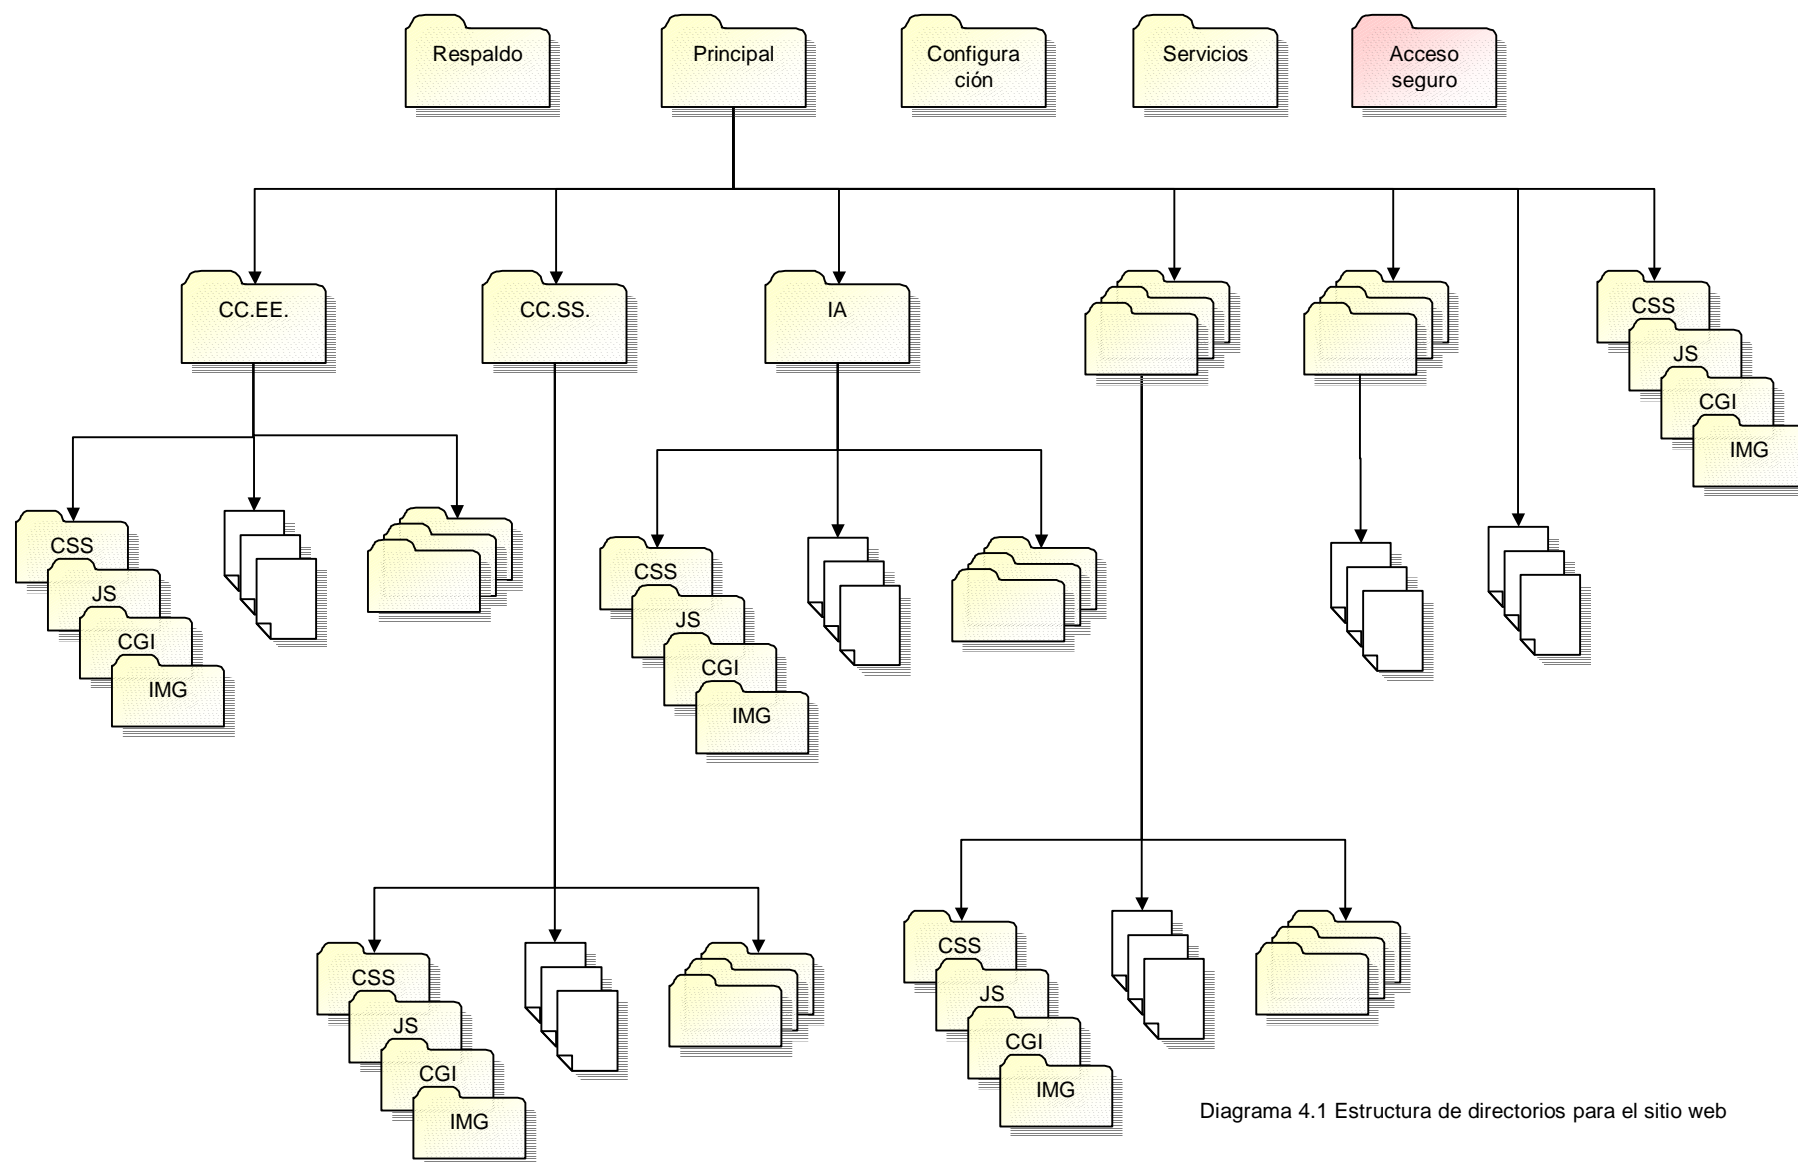 Respaldo
Principal
Configura
ción
Servicios
Acceso
seguro
CC.EE.
CC.SS.
IA
CSS
JS
CGI
IMG
CSS
JS
CGI
IMG
CSS
JS
CGI
IMG
CSS
JS
CGI
IMG
CSS
JS
CGI
IMG
Diagrama 4.1 Estructura de directorios para el sitio web